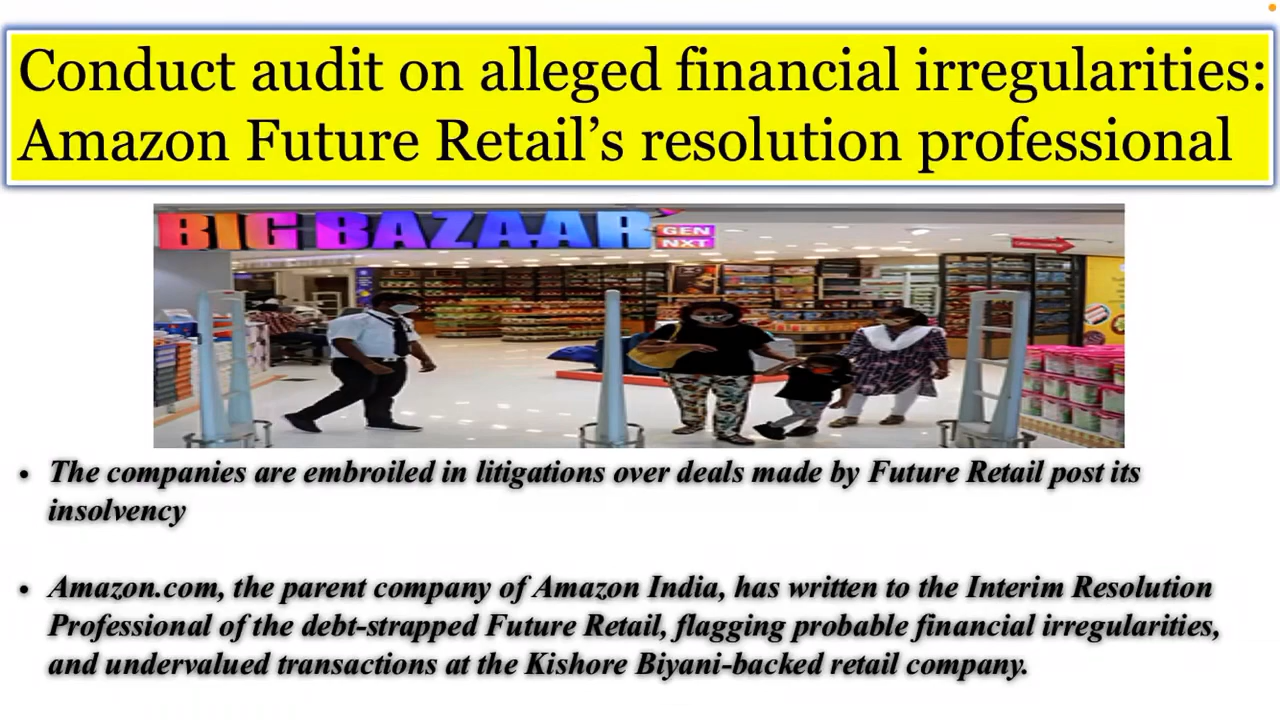 Conduct audit on alleged financial irregularities:
Amazon Future Retail’s resolution professional
BIG BAZAAR
GEN
NXT
• The companies are embroiled in litigations over deals made by Future Retail post its
insolvency
• Amazon.com, the parent company of Amazon India, has written to the Interim Resolution
Professional of the debt-strapped Future Retail, flagging probable financial irregularities,
and undervalued transactions at the Kishore Biyani-backed retail company.